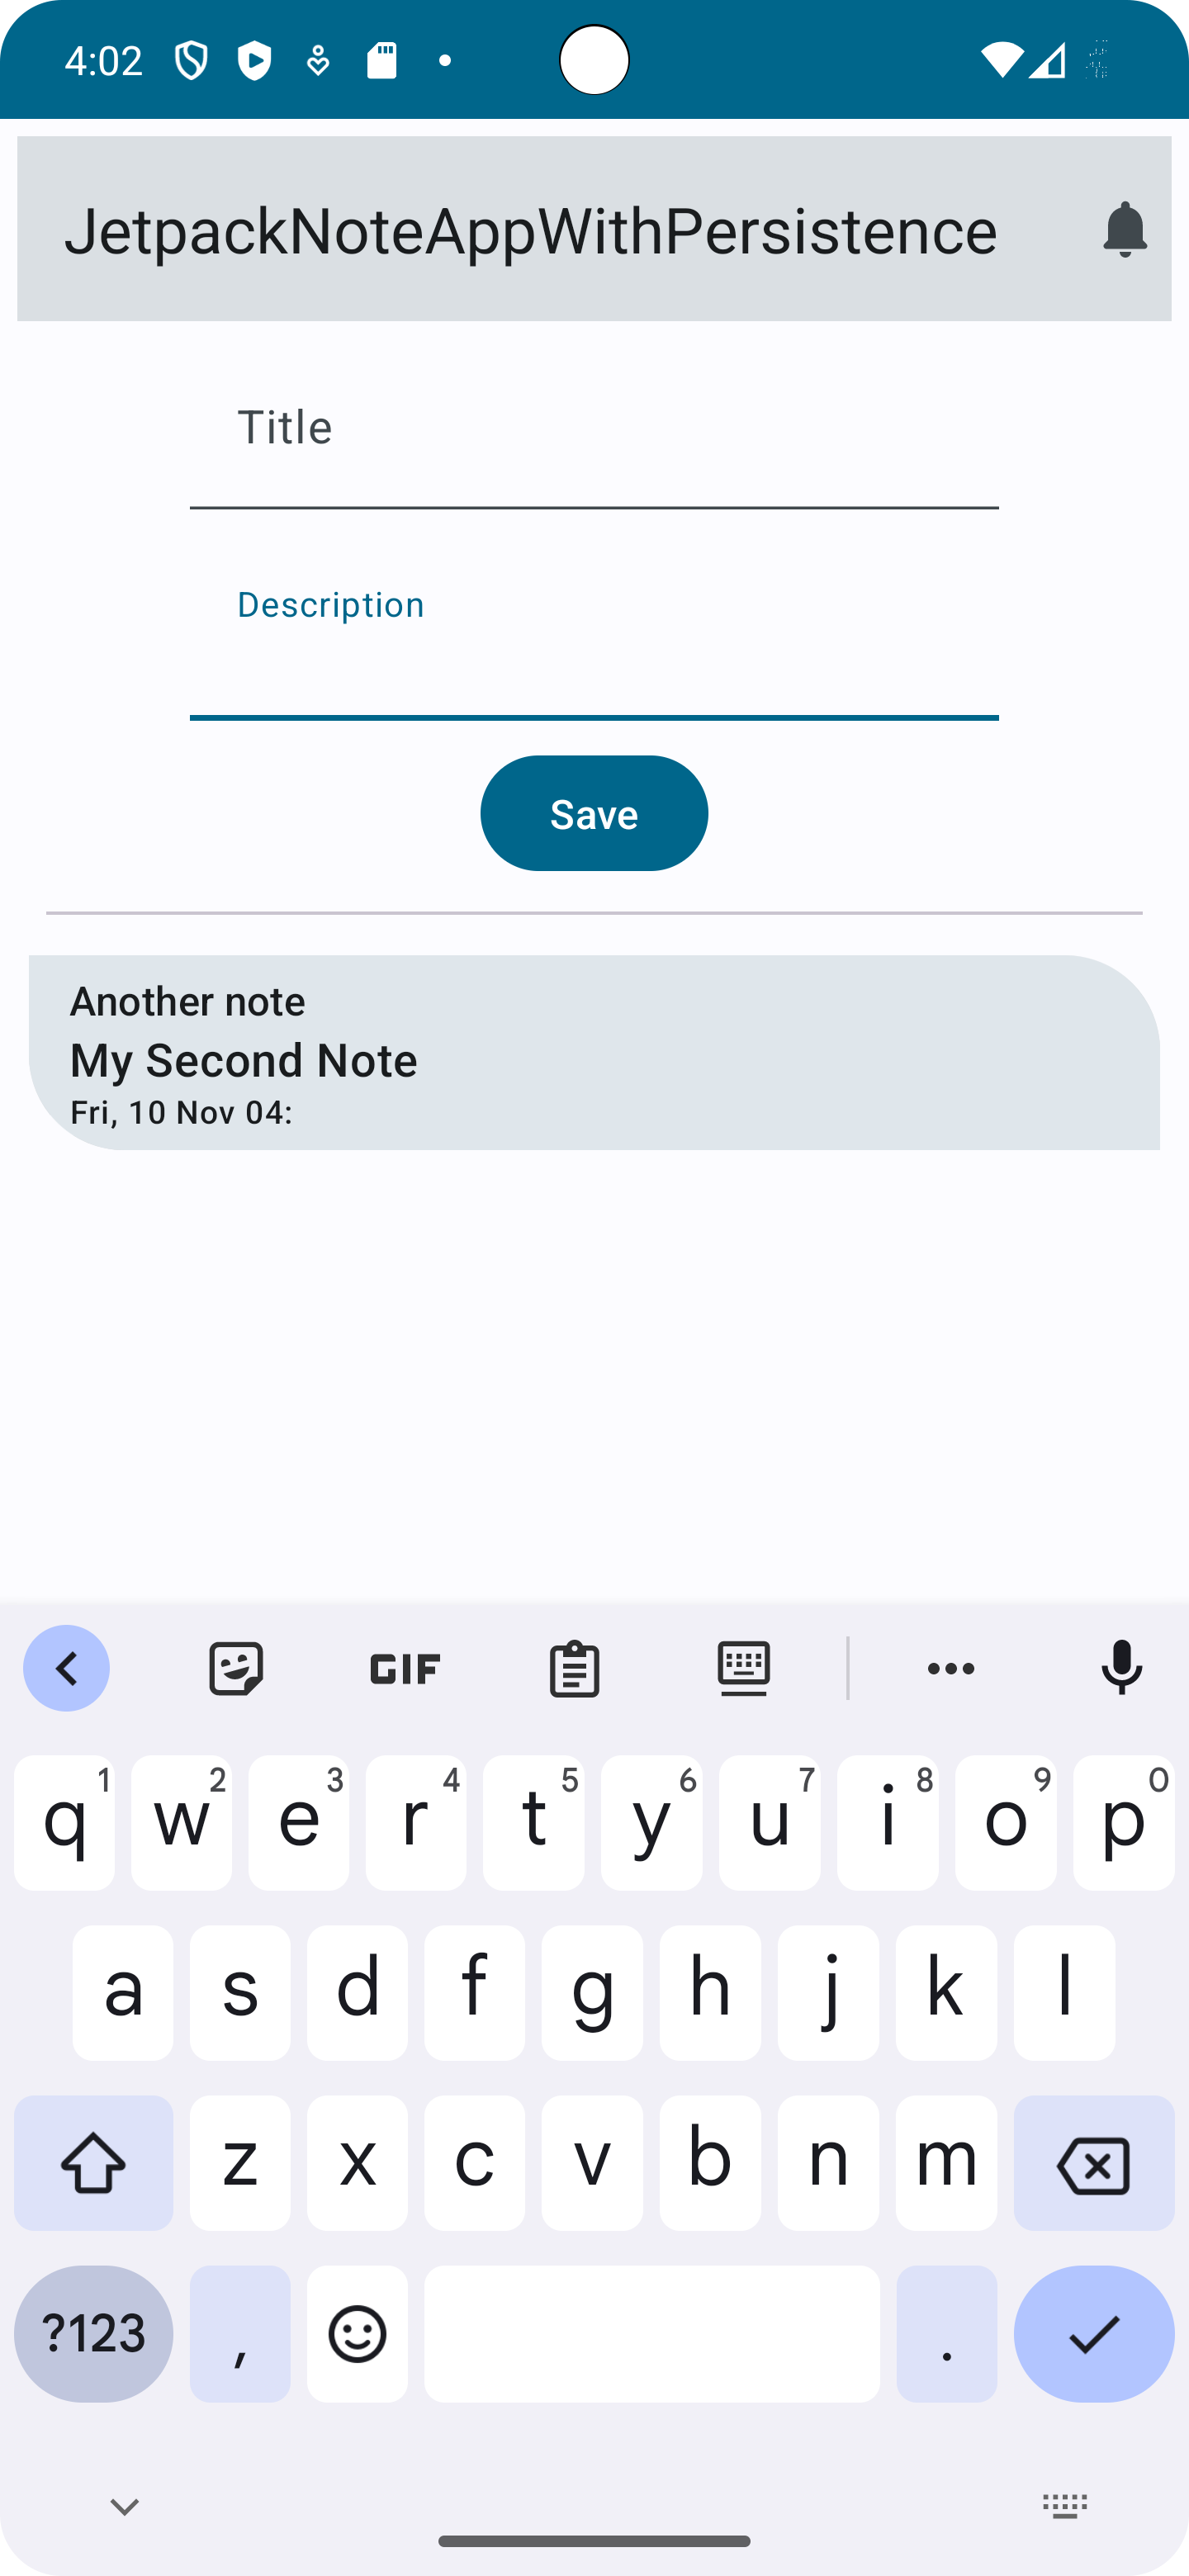 4:02
JetpackNoteAppWithPersistence
Title
Description
Save
Another note
My Second Note
Fri, 10 Nov 04:
GIF
q1 w2 e3 r4 t5 y6 u7 i8 o9 p0
a s d f g h j k l
z x c v b n m
?123 , .